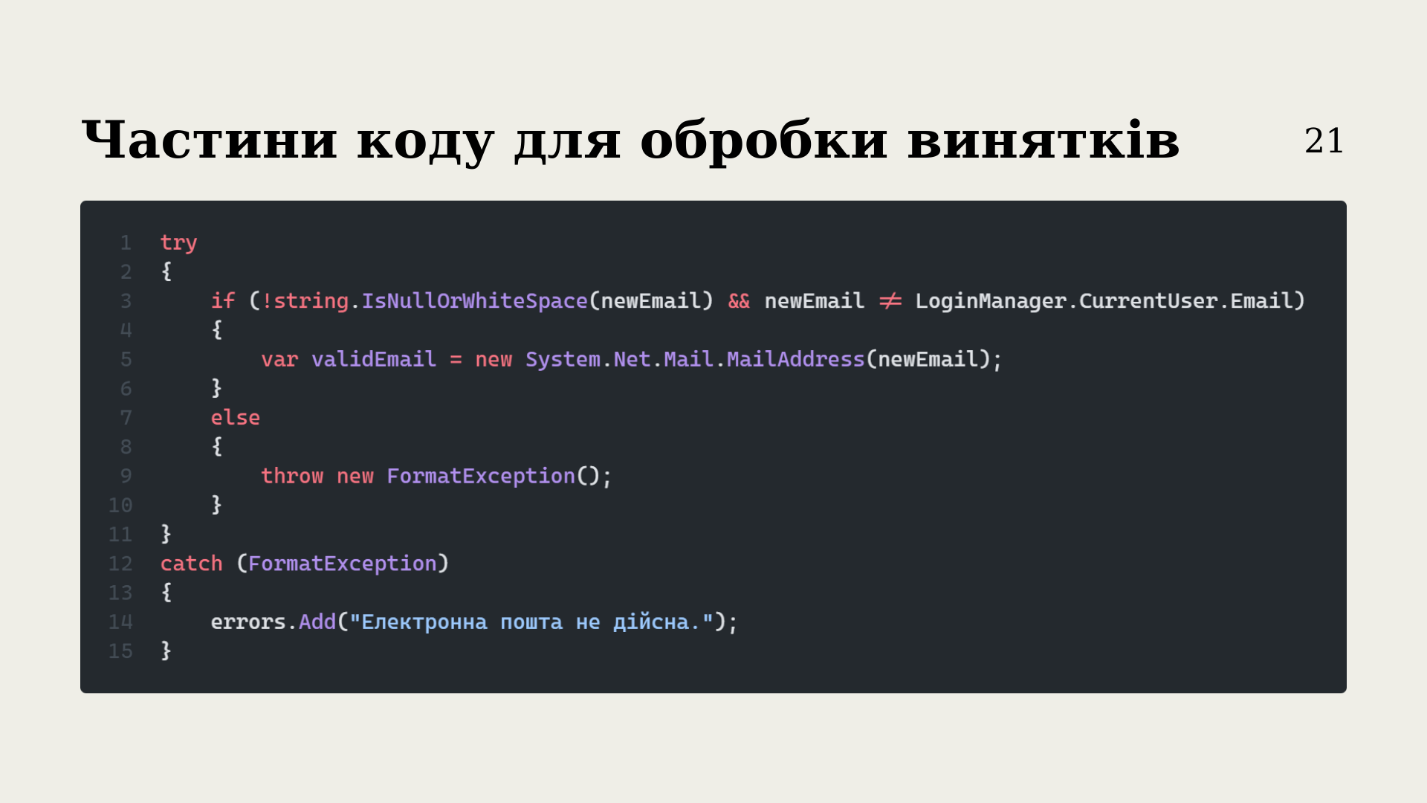 Частини коду для обробки винятків
21
1 try
2 {
3     if (!string.IsNullOrWhiteSpace(newEmail) && newEmail != LoginManager.CurrentUser.Email)
4     {
5         var validEmail = new System.Net.Mail.MailAddress(newEmail);
6     }
7     else
8     {
9         throw new FormatException();
10     }
11 }
12 catch (FormatException)
13 {
14     errors.Add("Електронна пошта не дійсна.");
15 }